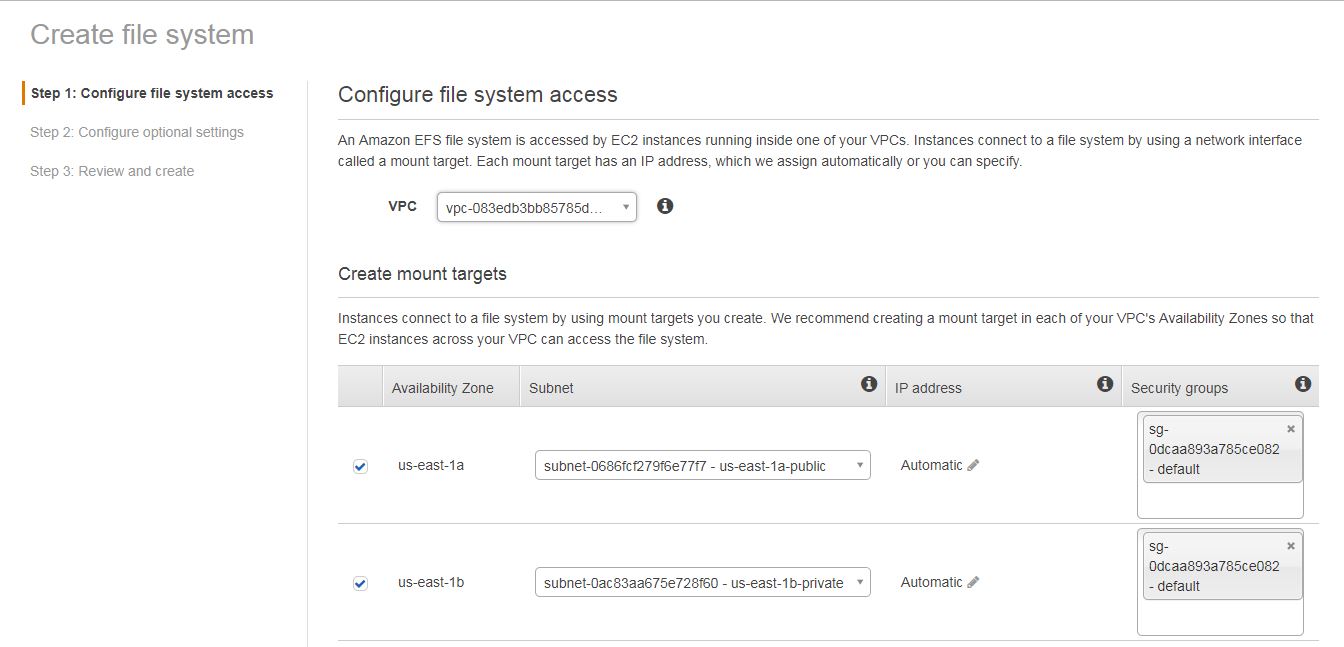 Create file system
Step 1: Configure file system access
Step 2: Configure optional settings
Step 3: Review and create
Configure file system access
An Amazon EFS file system is accessed by EC2 instances running inside one of your VPCs. Instances connect to a file system by using a network interface
called a mount target. Each mount target has an IP address, which we assign automatically or you can specify.
VPC vpc-083edb3bb85785d...
Create mount targets
Instances connect to a file system by using mount targets you create. We recommend creating a mount target in each of your VPC's Availability Zones so that
EC2 instances across your VPC can access the file system.
Availability Zone Subnet IP address Security groups
us-east-1a subnet-0686fcf279f6e77f7 - us-east-1a-public Automatic
sg-
0dcaa893a785ce082
- default
us-east-1b subnet-0ac83aa675e728f60 - us-east-1b-private Automatic
sg-
0dcaa893a785ce082
- default